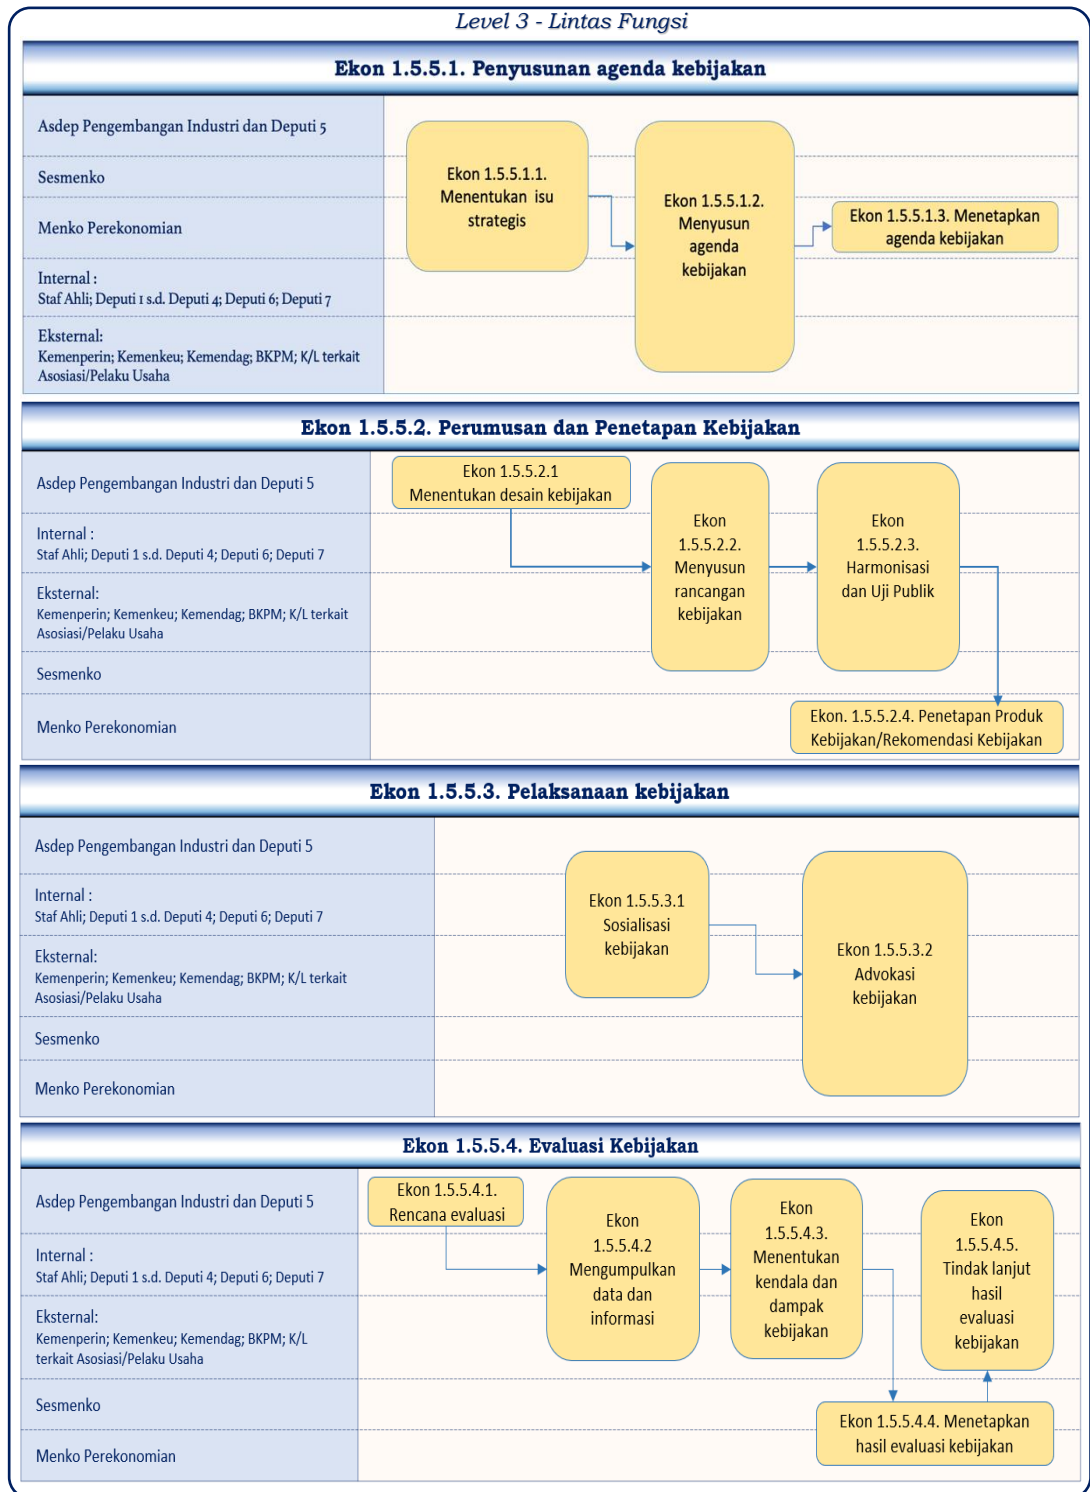 Level 3 - Lintas Fungsi
Ekon 1.5.5.1. Penyusunan agenda kebijakan
Asdep Pengembangan Industri dan Deputi 5
Sesmenko
Menko Perekonomian
Internal :
Staf Ahli; Deputi 1 s.d. Deputi 4; Deputi 6; Deputi 7
Eksternal:
Kemenperin; Kemenkeu; Kemendag; BKPM; K/L terkait
Asosiasi/Pelaku Usaha
Ekon 1.5.5.1.1.
Menentukan isu
strategis
Ekon 1.5.5.1.2.
Menyusun
agenda
kebijakan
Ekon 1.5.5.1.3. Menetapkan
agenda kebijakan
Ekon 1.5.5.2. Perumusan dan Penetapan Kebijakan
Asdep Pengembangan Industri dan Deputi 5
Internal :
Staf Ahli; Deputi 1 s.d. Deputi 4; Deputi 6; Deputi 7
Eksternal:
Kemenperin; Kemenkeu; Kemendag; BKPM; K/L terkait
Asosiasi/Pelaku Usaha
Sesmenko
Menko Perekonomian
Ekon 1.5.5.2.1
Menentukan desain kebijakan
Ekon
1.5.5.2.2.
Menyusun
rancangan
kebijakan
Ekon
1.5.5.2.3.
Harmonisasi
dan Uji Publik
Ekon. 1.5.5.2.4. Penetapan Produk
Kebijakan/Rekomendasi Kebijakan
Ekon 1.5.5.3. Pelaksanaan kebijakan
Asdep Pengembangan Industri dan Deputi 5
Internal :
Staf Ahli; Deputi 1 s.d. Deputi 4; Deputi 6; Deputi 7
Eksternal:
Kemenperin; Kemenkeu; Kemendag; BKPM; K/L terkait
Asosiasi/Pelaku Usaha
Sesmenko
Menko Perekonomian
Ekon 1.5.5.3.1
Sosialisasi
kebijakan
Ekon 1.5.5.3.2
Advokasi
kebijakan
Ekon 1.5.5.4. Evaluasi Kebijakan
Asdep Pengembangan Industri dan Deputi 5
Internal :
Staf Ahli; Deputi 1 s.d. Deputi 4; Deputi 6; Deputi 7
Eksternal:
Kemenperin; Kemenkeu; Kemendag; BKPM; K/L
terkait Asosiasi/Pelaku Usaha
Sesmenko
Menko Perekonomian
Ekon 1.5.5.4.1.
Rencana evaluasi
Ekon
1.5.5.4.2
Mengumpulkan
data dan
informasi
Ekon
1.5.5.4.3.
Menentukan
kendala dan
dampak
kebijakan
Ekon 1.5.5.4.4. Menetapkan
hasil evaluasi kebijakan
Ekon
1.5.5.4.5.
Tindak lanjut
hasil
evaluasi
kebijakan